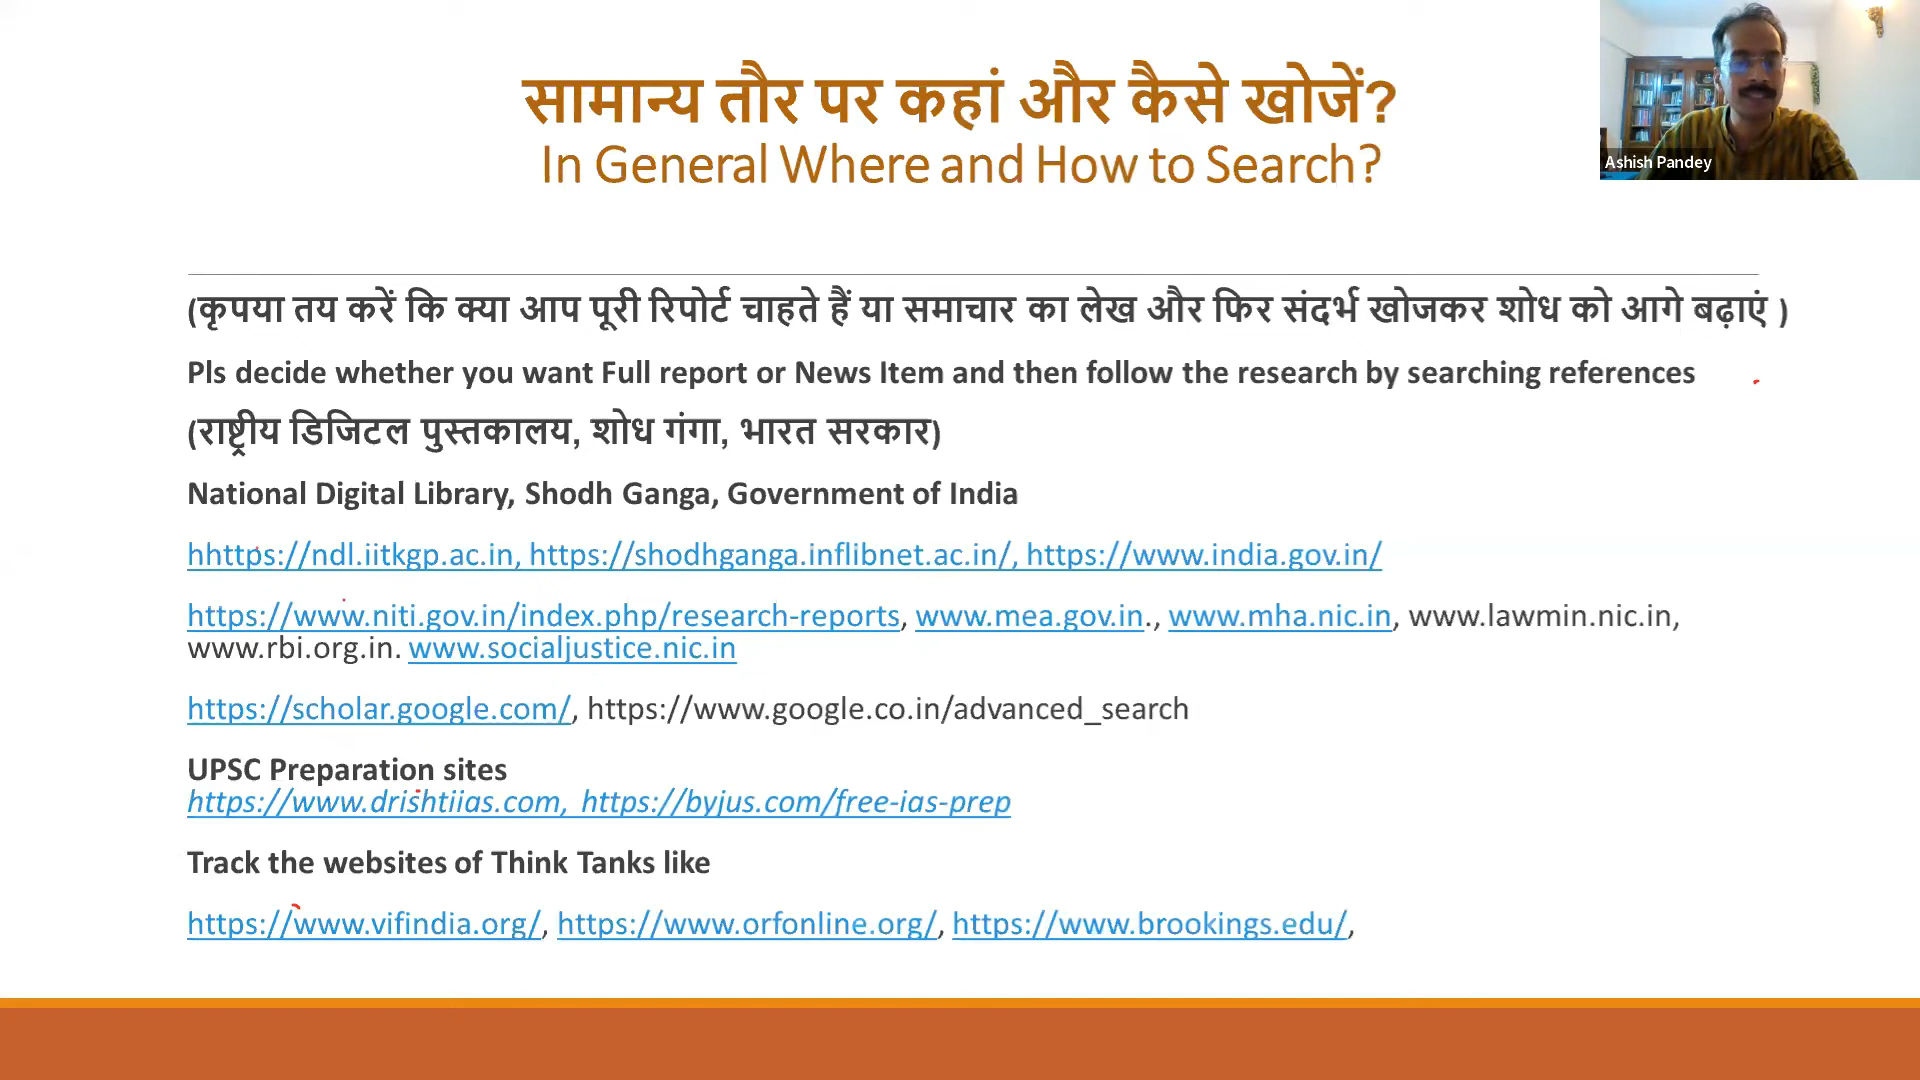 सामान्य तौर पर कहां और कैसे खोजें?
In General Where and How to Search?
Ashish Pandey
(कृपया तय करें कि क्या आप पूरी रिपोर्ट चाहते हैं या समाचार का लेख और फिर संदर्भ खोजकर शोध को आगे बढ़ाएं )
Pls decide whether you want Full report or News Item and then follow the research by searching references
(राष्ट्रीय डिजिटल पुस्तकालय, शोध गंगा, भारत सरकार)
National Digital Library, Shodh Ganga, Government of India
hhttps://ndl.iitkgp.ac.in, https://shodhganga.inflibnet.ac.in/, https://www.india.gov.in/
https://www.niti.gov.in/index.php/research-reports, www.mea.gov.in., www.mha.nic.in, www.lawmin.nic.in,
www.rbi.org.in. www.socialjustice.nic.in
https://scholar.google.com/, https://www.google.co.in/advanced_search
UPSC Preparation sites
https://www.drishtiias.com, https://byjus.com/free-ias-prep
Track the websites of Think Tanks like
https://www.vifindia.org/, https://www.orfonline.org/, https://www.brookings.edu/,